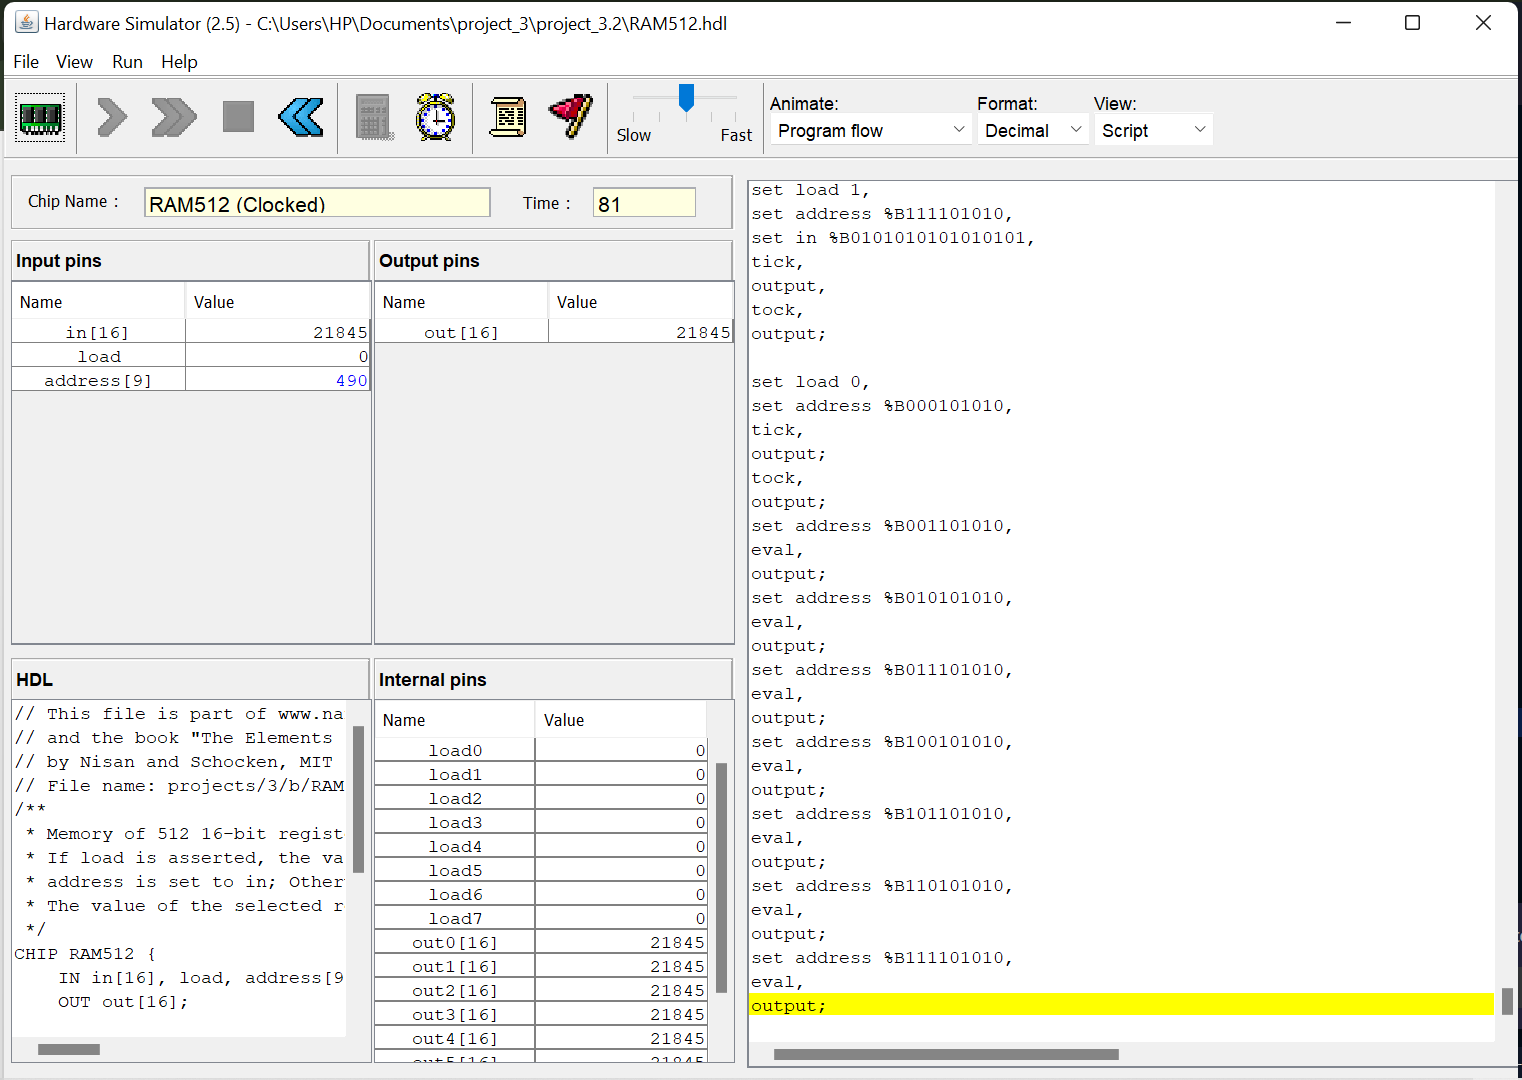 Hardware Simulator (2.5) - C:\Users\HP\Documents\project_3\project_3.2\RAM512.hdl
File View Run Help
Slow Fast
Animate: Format: View:
Program flow Decimal Script
Chip Name : RAM512 (Clocked) Time : 81
Input pins
Name Value
in[16] 21845
load 0
address[9] 490
Output pins
Name Value
out[16] 21845
HDL
// This file is part of www.na
// and the book "The Elements
// by Nisan and Schocken, MIT
// File name: projects/3/b/RAM
/**
* Memory of 512 16-bit regist
* If load is asserted, the va
* address is set to in; Other
* The value of the selected r
*/
CHIP RAM512 {
IN in[16], load, address[9
OUT out[16];
Internal pins
Name Value
load0 0
load1 0
load2 0
load3 0
load4 0
load5 0
load6 0
load7 0
out0[16] 21845
out1[16] 21845
out2[16] 21845
out3[16] 21845
out4[16] 21845
out5[16] 21845
set load 1,
set address %B111101010,
set in %B0101010101010101,
tick,
output,
tock,
output;
set load 0,
set address %B000101010,
tick,
output;
tock,
output;
set address %B001101010,
eval,
output;
set address %B010101010,
eval,
output;
set address %B011101010,
eval,
output;
set address %B100101010,
eval,
output;
set address %B101101010,
eval,
output;
set address %B110101010,
eval,
output;
set address %B111101010,
eval,
output;